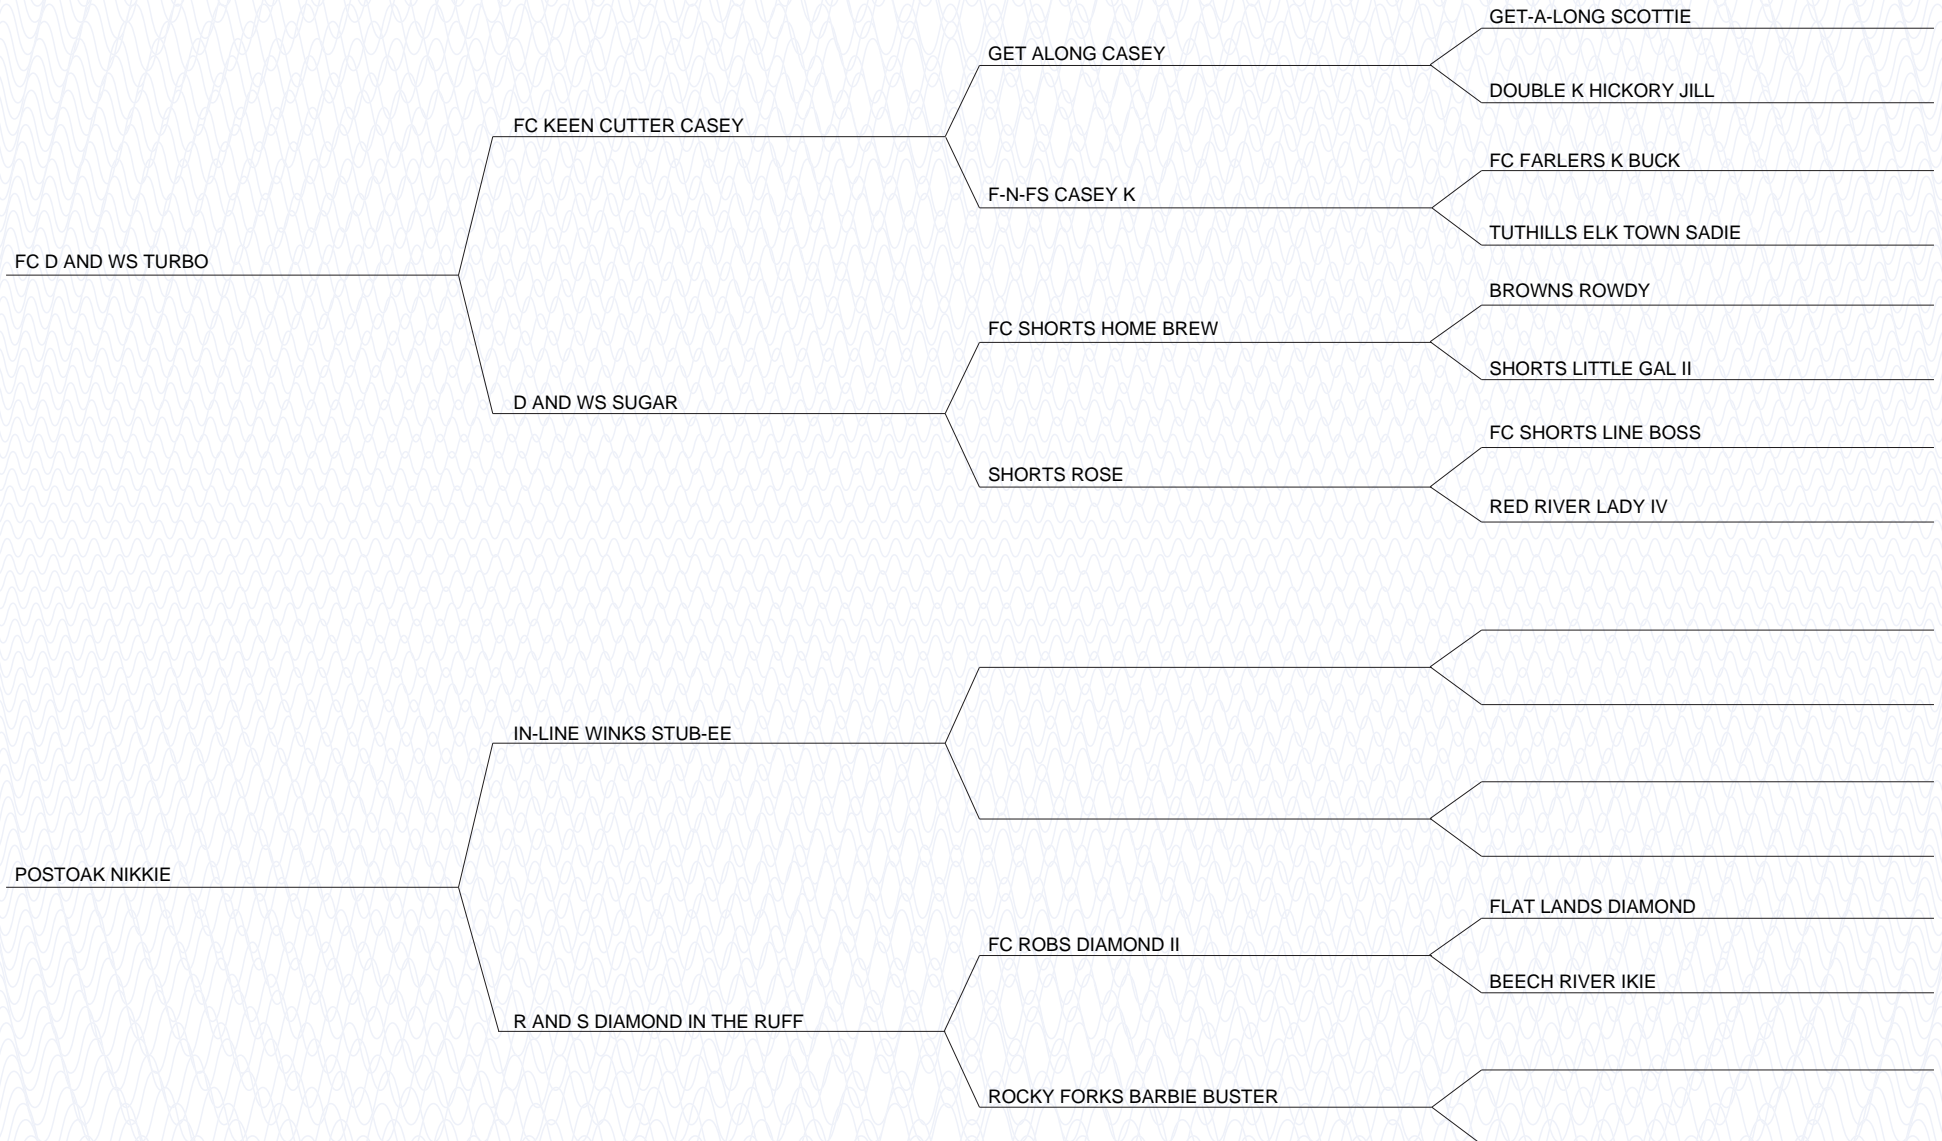 GET-A-LONG SCOTTIE
GET ALONG CASEY
DOUBLE K HICKORY JILL
FC KEEN CUTTER CASEY
FC FARLERS K BUCK
F-N-FS CASEY K
TUTHILLS ELK TOWN SADIE
FC D AND WS TURBO
BROWNS ROWDY
FC SHORTS HOME BREW
SHORTS LITTLE GAL II
D AND WS SUGAR
FC SHORTS LINE BOSS
SHORTS ROSE
RED RIVER LADY IV
IN-LINE WINKS STUB-EE
POSTOAK NIKKIE
FLAT LANDS DIAMOND
FC ROBS DIAMOND II
BEECH RIVER IKIE
R AND S DIAMOND IN THE RUFF
ROCKY FORKS BARBIE BUSTER